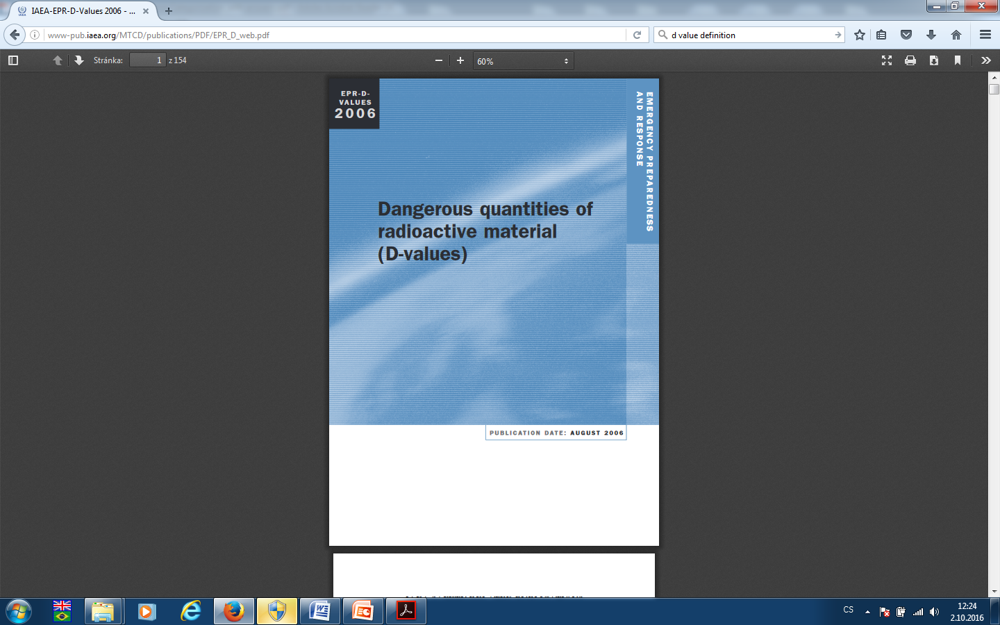 IAEA-EPR-D-Values 2006 - ...
www-pub.iaea.org/MTCD/publications/PDF/EPR_D_web.pdf
d value definition
Stránka:
1
z 154
60%
EPR-D-
VALUES
2006
EMERGENCY PREPAREDNESS
AND RESPONSE
Dangerous quantities of
radioactive material
(D-values)
PUBLICATION DATE: AUGUST 2006
CS
12:24
2.10.2016